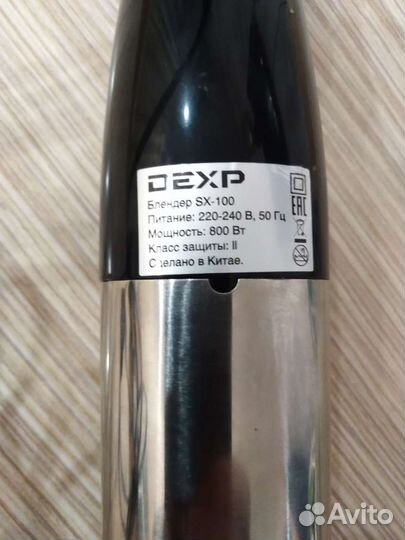 DEXP
Блендер SX-100
Питание: 220-240 В, 50 Гц
Мощность: 800 Вт
Класс защиты: II
Сделано в Китае.
EAC
Avito